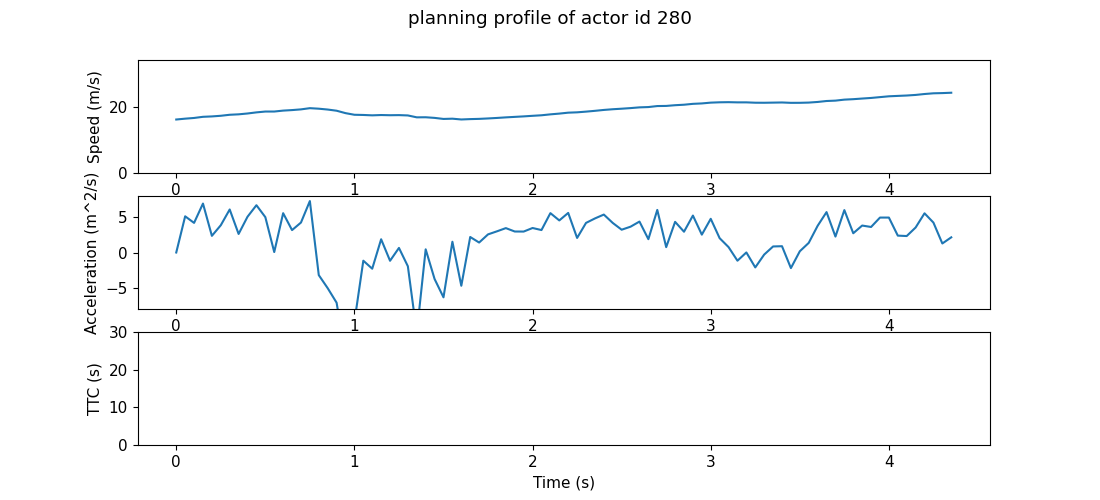 planning profile of actor id 280
Speed (m/s)
20
0
0 1 2 3 4
Acceleration (m^2/s)
5
0
−5
0 1 2 3 4
TTC (s)
30
20
10
0
0 1 2 3 4
Time (s)